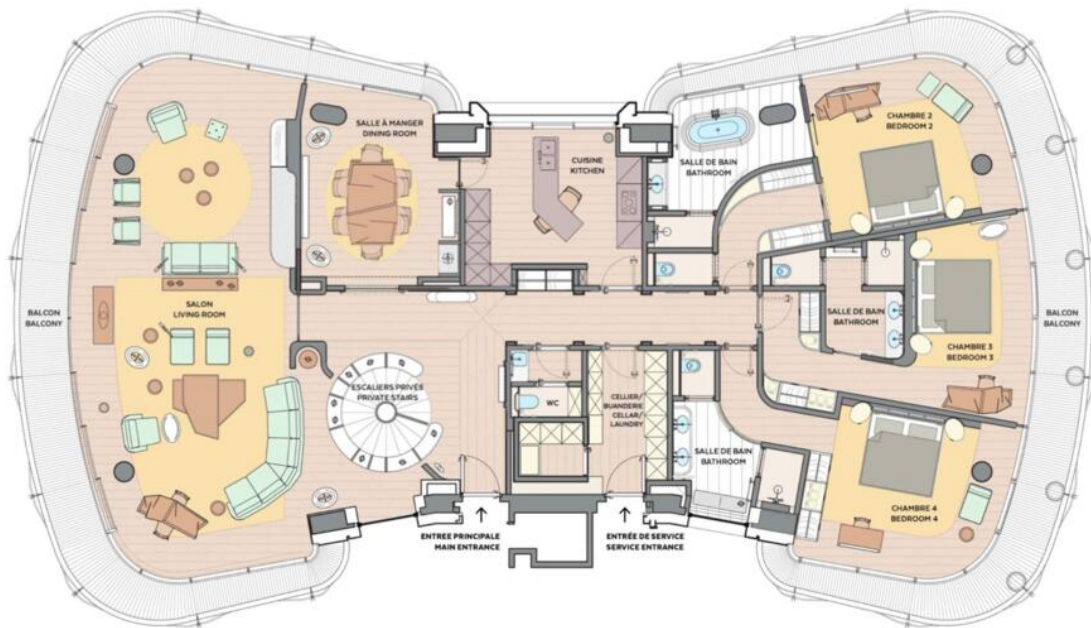 SALLE À MANGER
DINING ROOM
CUISINE
KITCHEN
SALLE DE BAIN
BATHROOM
CHAMBRE 2
BEDROOM 2
BALCON
BALCONY
SALON
LIVING ROOM
SALLE DE BAIN
BATHROOM
CHAMBRE 3
BEDROOM 3
BALCON
BALCONY
ESCALIERS PRIVÉS
PRIVATE STAIRS
WC
CELLIER/
BUANDERIE
CELLAR/
LAUNDRY
SALLE DE BAIN
BATHROOM
CHAMBRE 4
BEDROOM 4
ENTREE PRINCIPALE
MAIN ENTRANCE
ENTRÉE DE SERVICE
SERVICE ENTRANCE